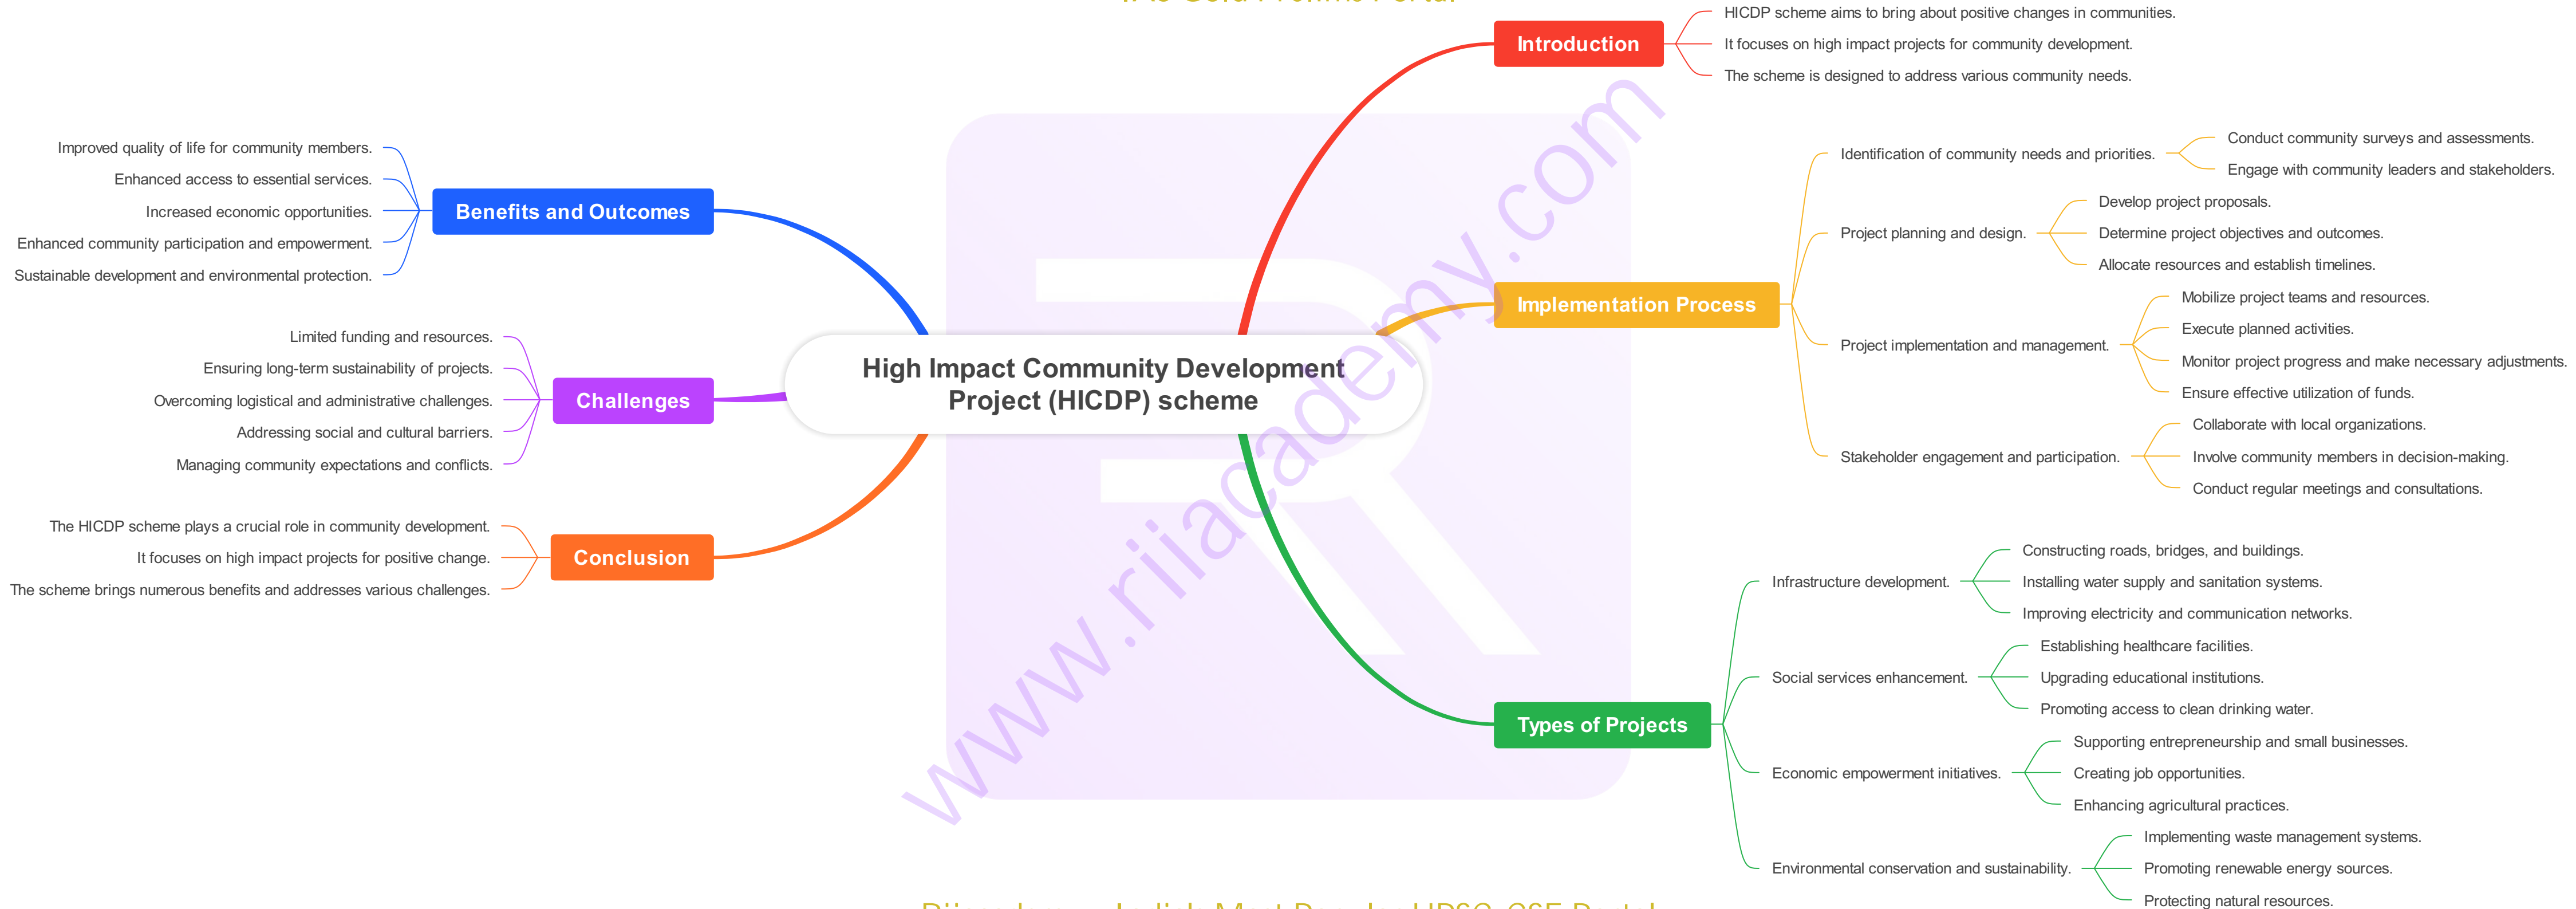 High Impact Community Development
Project (HICDP) scheme
Introduction
HICDP scheme aims to bring about positive changes in communities.
It focuses on high impact projects for community development.
The scheme is designed to address various community needs.
Implementation Process
Identification of community needs and priorities.
Conduct community surveys and assessments.
Engage with community leaders and stakeholders.
Project planning and design.
Develop project proposals.
Determine project objectives and outcomes.
Allocate resources and establish timelines.
Project implementation and management.
Mobilize project teams and resources.
Execute planned activities.
Monitor project progress and make necessary adjustments.
Ensure effective utilization of funds.
Stakeholder engagement and participation.
Collaborate with local organizations.
Involve community members in decision-making.
Conduct regular meetings and consultations.
Types of Projects
Infrastructure development.
Constructing roads, bridges, and buildings.
Installing water supply and sanitation systems.
Improving electricity and communication networks.
Social services enhancement.
Establishing healthcare facilities.
Upgrading educational institutions.
Promoting access to clean drinking water.
Economic empowerment initiatives.
Supporting entrepreneurship and small businesses.
Creating job opportunities.
Enhancing agricultural practices.
Environmental conservation and sustainability.
Implementing waste management systems.
Promoting renewable energy sources.
Protecting natural resources.
Benefits and Outcomes
Improved quality of life for community members.
Enhanced access to essential services.
Increased economic opportunities.
Enhanced community participation and empowerment.
Sustainable development and environmental protection.
Challenges
Limited funding and resources.
Ensuring long-term sustainability of projects.
Overcoming logistical and administrative challenges.
Addressing social and cultural barriers.
Managing community expectations and conflicts.
Conclusion
The HICDP scheme plays a crucial role in community development.
It focuses on high impact projects for positive change.
The scheme brings numerous benefits and addresses various challenges.
www.riiacademy.com